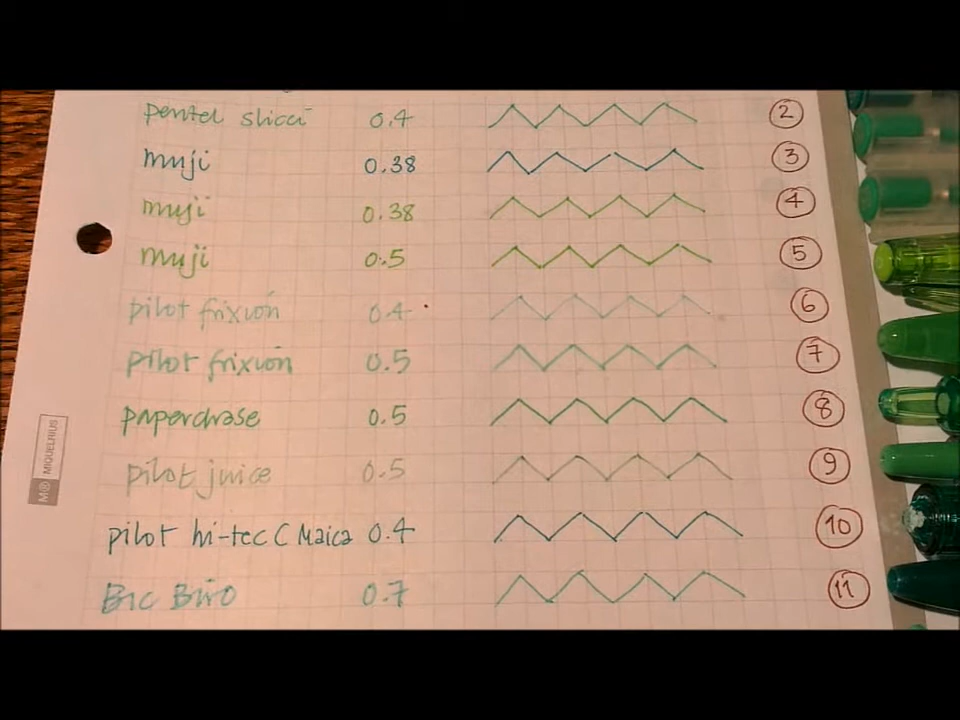 pentel slicci 0.4 2
muji 0.38 3
muji 0.38 4
muji 0.5 5
pilot frixion 0.4 6
pilot frixion 0.5 7
paperchase 0.5 8
pilot juice 0.5 9
pilot hi-tec C Maica 0.4 10
Bic Biro 0.7 11
MIQUELRIUS